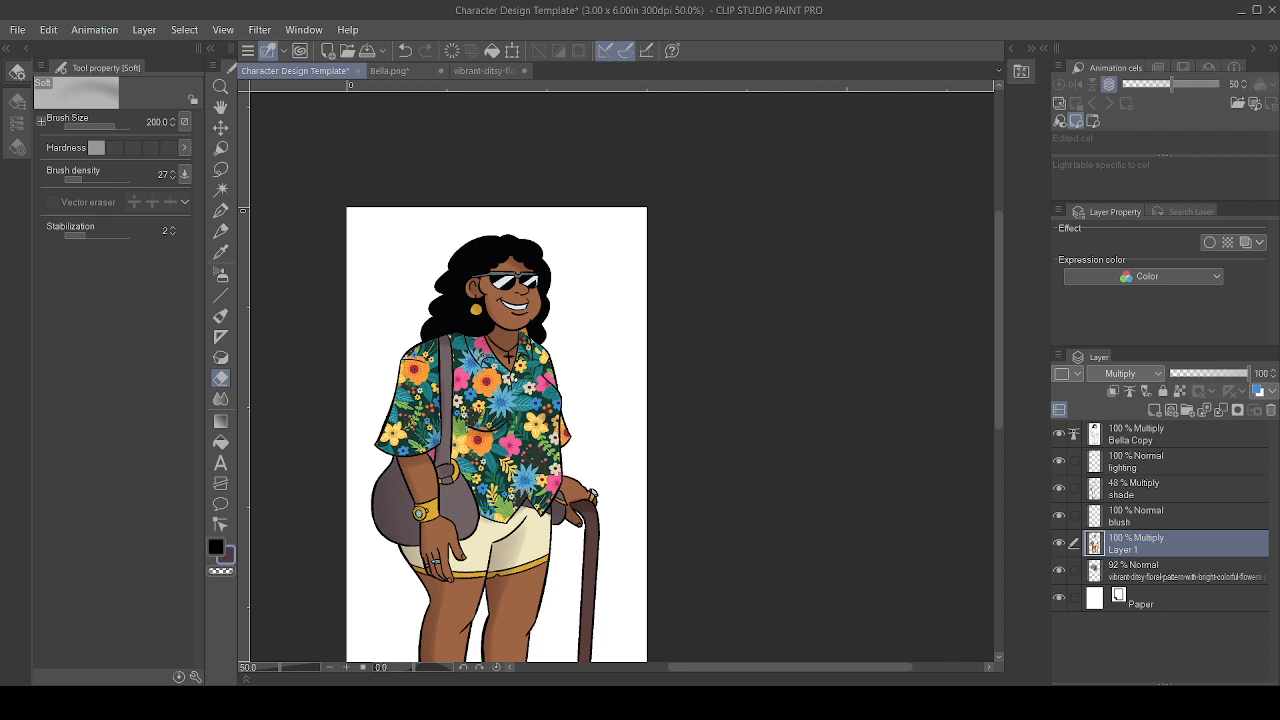 Character Design Template* (3.00 x 6.00in 300dpi 50.0%) - CLIP STUDIO PAINT PRO
File Edit Animation Layer Select View Filter Window Help
Tool property [Soft]
Character Design Template* Bella.png* vibrant-ditsy-flo
Animation cels
Soft
0
50
Brush Size 200.0
Edited cel
Hardness
Light table specific to cel
Brush density 27
Vector eraser
Layer Property Search Layer
Stabilization 2
Effect
Expression color
Color
Layer
Multiply 100
100 % Multiply
Bella Copy
100 % Normal
lighting
48 % Multiply
shade
100 % Normal
blush
100 % Multiply
Layer 1
92 % Normal
vibrant-ditsy-floral-pattern-with-bright-colorful-flowers
Paper
50.0 0.0